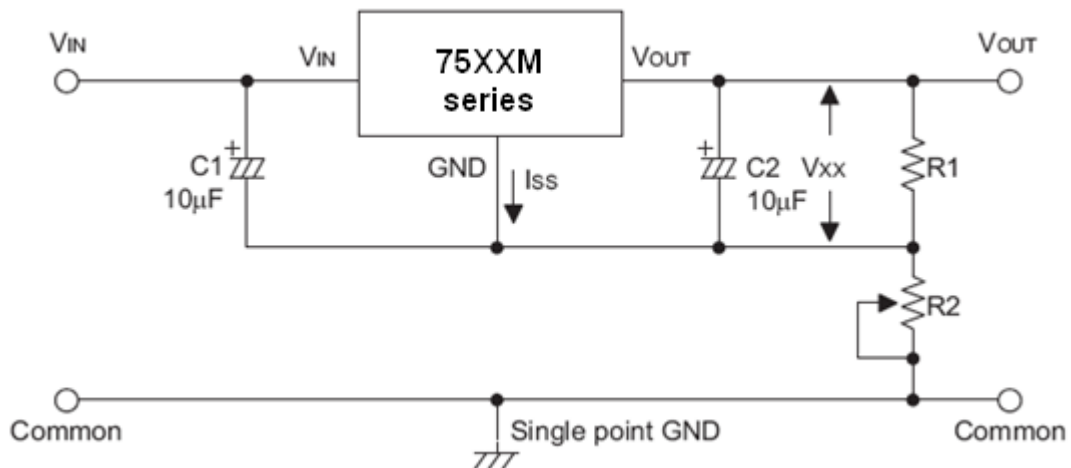 VIN
VIN
75XXM
series
VOUT
VOUT
C1
+
10μF
GND
ISS
+
C2
10μF
VXX
R1
R2
Common
Single point GND
Common